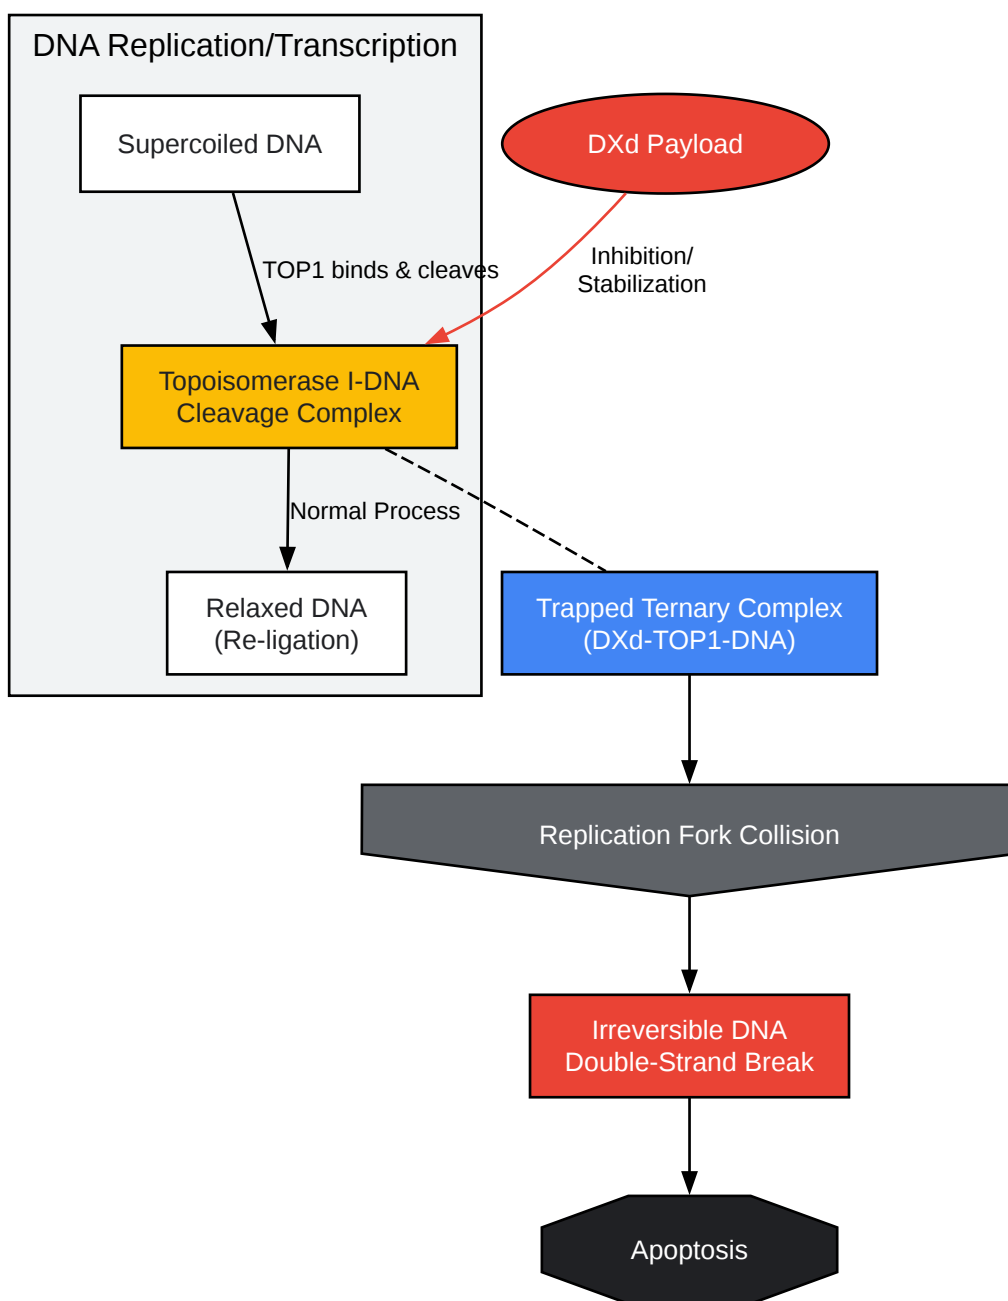 DNA Replication/Transcription
Supercoiled DNA
DXd Payload
TOP1 binds & cleaves
Inhibition/
Stabilization
Topoisomerase I-DNA
Cleavage Complex
Normal Process
Relaxed DNA
(Re-ligation)
Trapped Ternary Complex
(DXd-TOP1-DNA)
Replication Fork Collision
Irreversible DNA
Double-Strand Break
Apoptosis